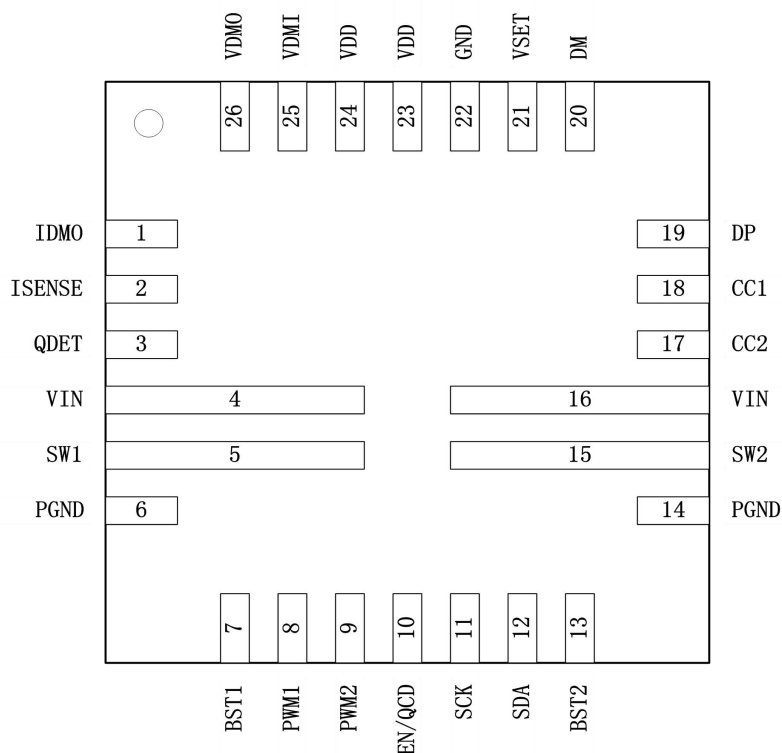 VDMO VDMI VDD VDD GND VSET DM
26 25 24 23 22 21 20
IDMO 1 19 DP
ISENSE 2 18 CC1
QDET 3 17 CC2
VIN 4 16 VIN
SW1 5 15 SW2
PGND 6 14 PGND
7 8 9 10 11 12 13
BST1 PWM1 PWM2 EN/QCD SCK SDA BST2